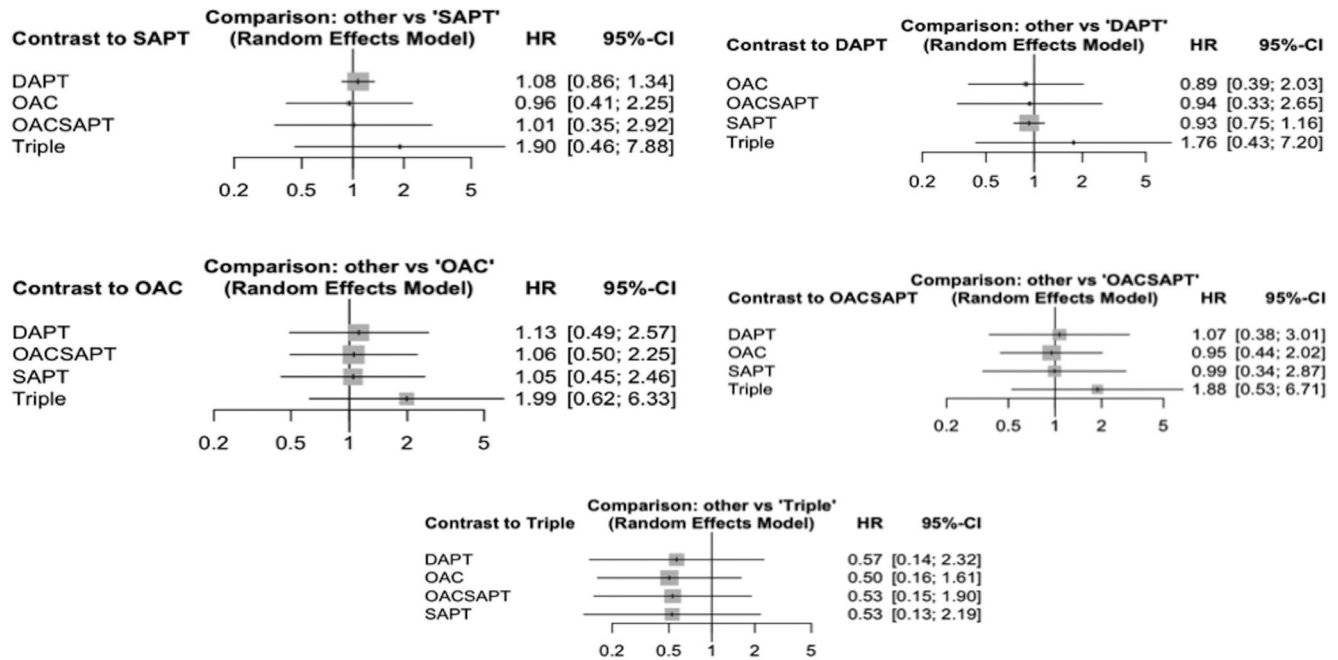 Comparison: other vs 'SAPT'
Contrast to SAPT (Random Effects Model) HR 95%-CI
DAPT 1.08 [0.86; 1.34]
OAC 0.96 [0.41; 2.25]
OACSAPT 1.01 [0.35; 2.92]
Triple 1.90 [0.46; 7.88]
0.2 0.5 1 2 5
Comparison: other vs 'DAPT'
Contrast to DAPT (Random Effects Model) HR 95%-CI
OAC 0.89 [0.39; 2.03]
OACSAPT 0.94 [0.33; 2.65]
SAPT 0.93 [0.75; 1.16]
Triple 1.76 [0.43; 7.20]
0.2 0.5 1 2 5
Comparison: other vs 'OAC'
Contrast to OAC (Random Effects Model) HR 95%-CI
DAPT 1.13 [0.49; 2.57]
OACSAPT 1.06 [0.50; 2.25]
SAPT 1.05 [0.45; 2.46]
Triple 1.99 [0.62; 6.33]
0.2 0.5 1 2 5
Comparison: other vs 'OACSAPT'
Contrast to OACSAPT (Random Effects Model) HR 95%-CI
DAPT 1.07 [0.38; 3.01]
OAC 0.95 [0.44; 2.02]
SAPT 0.99 [0.34; 2.87]
Triple 1.88 [0.53; 6.71]
0.2 0.5 1 2 5
Comparison: other vs 'Triple'
Contrast to Triple (Random Effects Model) HR 95%-CI
DAPT 0.57 [0.14; 2.32]
OAC 0.50 [0.16; 1.61]
OACSAPT 0.53 [0.15; 1.90]
SAPT 0.53 [0.13; 2.19]
0.2 0.5 1 2 5